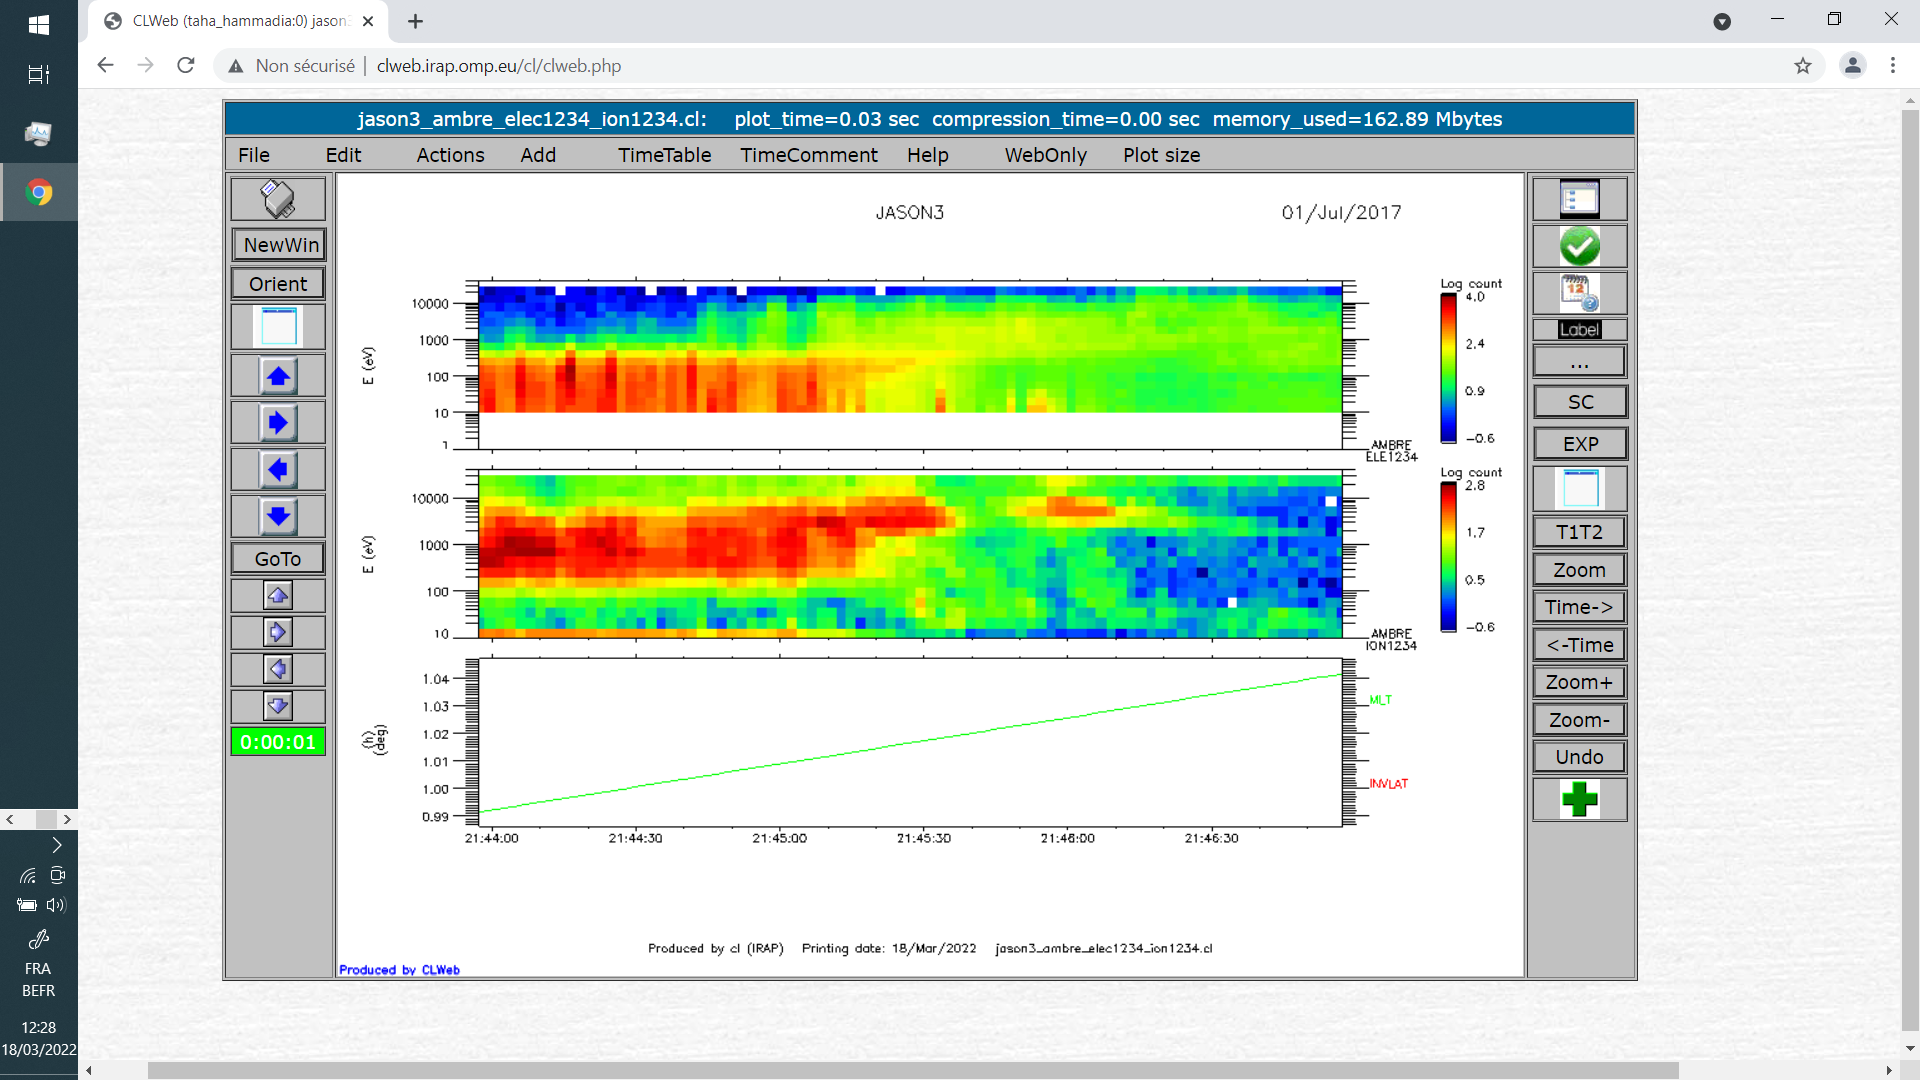 CLWeb (taha_hammadia:0) jason3
Non sécurisé | clweb.irap.omp.eu/cl/clweb.php
jason3_ambre_elec1234_ion1234.cl: plot_time=0.03 sec compression_time=0.00 sec memory_used=162.89 Mbytes
File Edit Actions Add TimeTable TimeComment Help WebOnly Plot size
NewWin
Orient
GoTo
0:00:01
JASON3 01/Jul/2017
E (eV)
10000
1000
100
10
1
Log count
4.0
2.4
0.9
-0.6
AMBRE
ELE1234
E (eV)
10000
1000
100
10
Log count
2.8
1.7
0.5
-0.6
AMBRE
ION1234
(h)
(deg)
1.04
1.03
1.02
1.01
1.00
0.99
MLT
INVLAT
21:44:00 21:44:30 21:45:00 21:45:30 21:46:00 21:46:30
Produced by cl (IRAP) Printing date: 18/Mar/2022 jason3_ambre_elec1234_ion1234.cl
Produced by CLWeb
12
Label
...
SC
EXP
T1T2
Zoom
Time->
<-Time
Zoom+
Zoom-
Undo
FRA
BEFR
12:28
18/03/2022